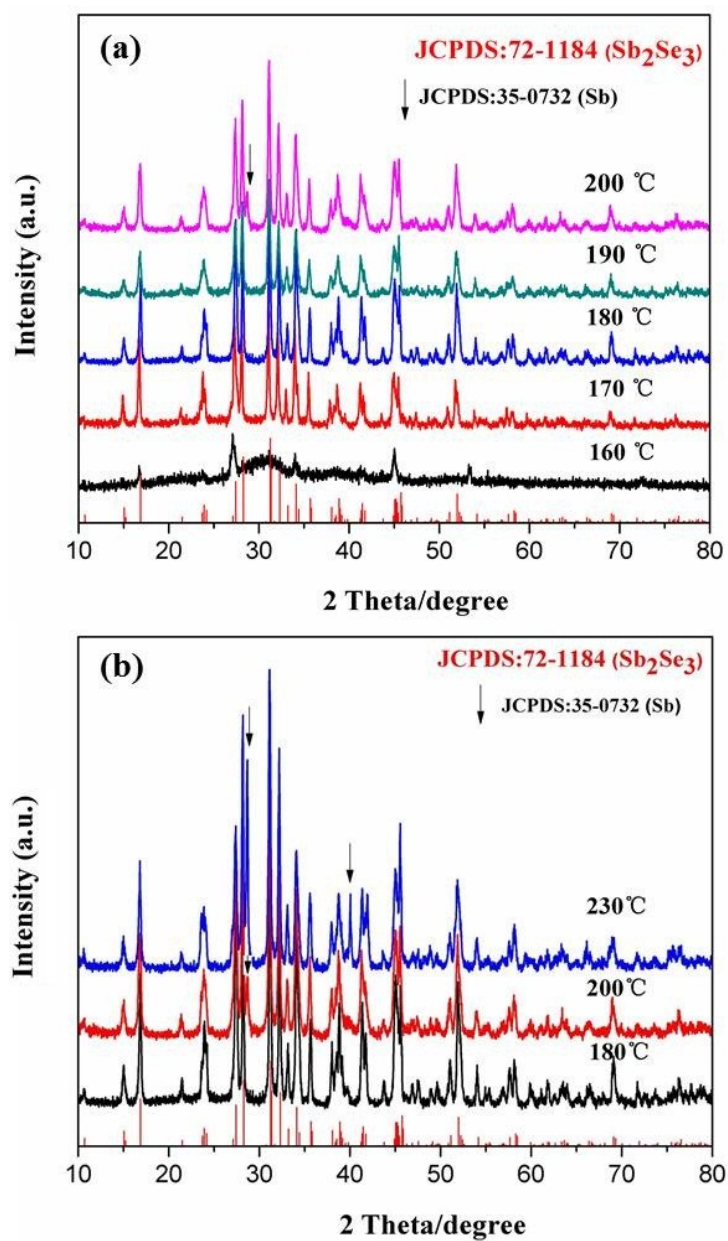 (a)
JCPDS:72-1184 (Sb2Se3)
JCPDS:35-0732 (Sb)
200 ℃
190 ℃
180 ℃
170 ℃
160 ℃
Intensity (a.u.)
10 20 30 40 50 60 70 80
2 Theta/degree
(b)
JCPDS:72-1184 (Sb2Se3)
JCPDS:35-0732 (Sb)
230℃
200℃
180℃
Intensity (a.u.)
10 20 30 40 50 60 70 80
2 Theta/degree